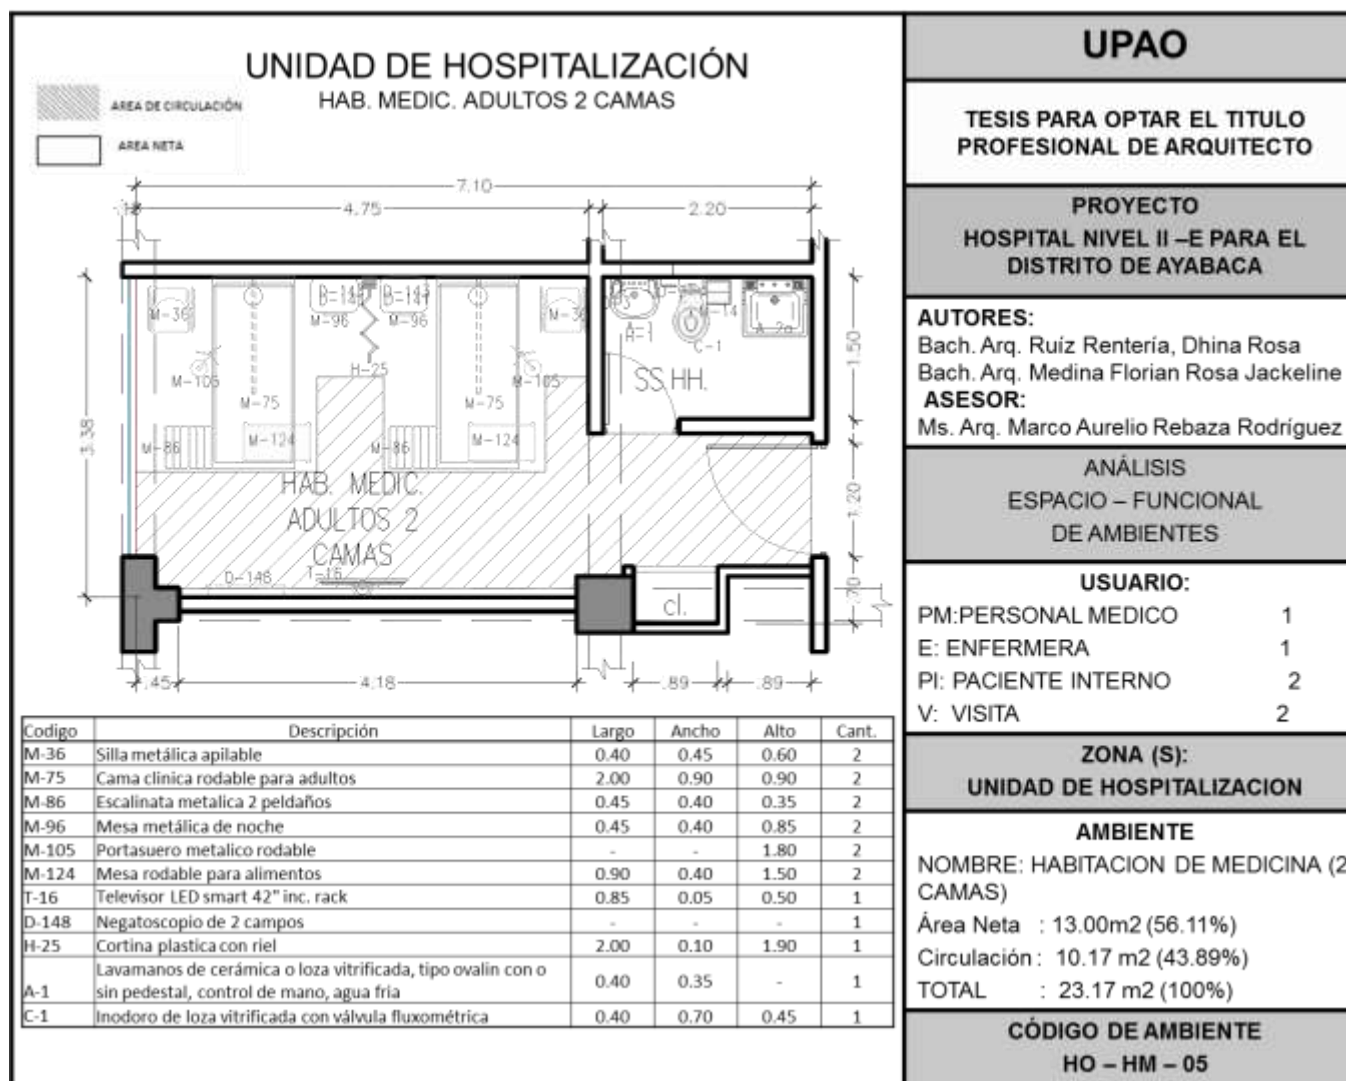 UNIDAD DE HOSPITALIZACIÓN
HAB. MEDIC. ADULTOS 2 CAMAS
AREA DE CIRCULACIÓN
AREA NETA
7.10
4.75
2.20
3.38
1.50
1.20
.70
M-36
M-96
M-96
M-36
M-105
H-25
M-105
M-75
M-75
M-86
M-124
M-86
M-124
A-1
C-1
M-14
A-2a
SS.HH.
HAB. MEDIC.
ADULTOS 2
CAMAS
D-148
T-16
cl.
.45
4.18
.89
.89
Codigo Descripción Largo Ancho Alto Cant.
M-36 Silla metálica apilable 0.40 0.45 0.60 2
M-75 Cama clinica rodable para adultos 2.00 0.90 0.90 2
M-86 Escalinata metalica 2 peldaños 0.45 0.40 0.35 2
M-96 Mesa metálica de noche 0.45 0.40 0.85 2
M-105 Portasuero metalico rodable - - 1.80 2
M-124 Mesa rodable para alimentos 0.90 0.40 1.50 2
T-16 Televisor LED smart 42" inc. rack 0.85 0.05 0.50 1
D-148 Negatoscopio de 2 campos - - - 1
H-25 Cortina plastica con riel 2.00 0.10 1.90 1
Lavamanos de cerámica o loza vitrificada, tipo ovalin con o
A-1 sin pedestal, control de mano, agua fria 0.40 0.35 - 1
C-1 Inodoro de loza vitrificada con válvula fluxométrica 0.40 0.70 0.45 1
UPAO
TESIS PARA OPTAR EL TITULO
PROFESIONAL DE ARQUITECTO
PROYECTO
HOSPITAL NIVEL II –E PARA EL
DISTRITO DE AYABACA
AUTORES:
Bach. Arq. Ruíz Rentería, Dhina Rosa
Bach. Arq. Medina Florian Rosa Jackeline
ASESOR:
Ms. Arq. Marco Aurelio Rebaza Rodríguez
ANÁLISIS
ESPACIO – FUNCIONAL
DE AMBIENTES
USUARIO:
PM:PERSONAL MEDICO 1
E: ENFERMERA 1
PI: PACIENTE INTERNO 2
V: VISITA 2
ZONA (S):
UNIDAD DE HOSPITALIZACION
AMBIENTE
NOMBRE: HABITACION DE MEDICINA (2
CAMAS)
Área Neta : 13.00m2 (56.11%)
Circulación : 10.17 m2 (43.89%)
TOTAL : 23.17 m2 (100%)
CÓDIGO DE AMBIENTE
HO – HM – 05